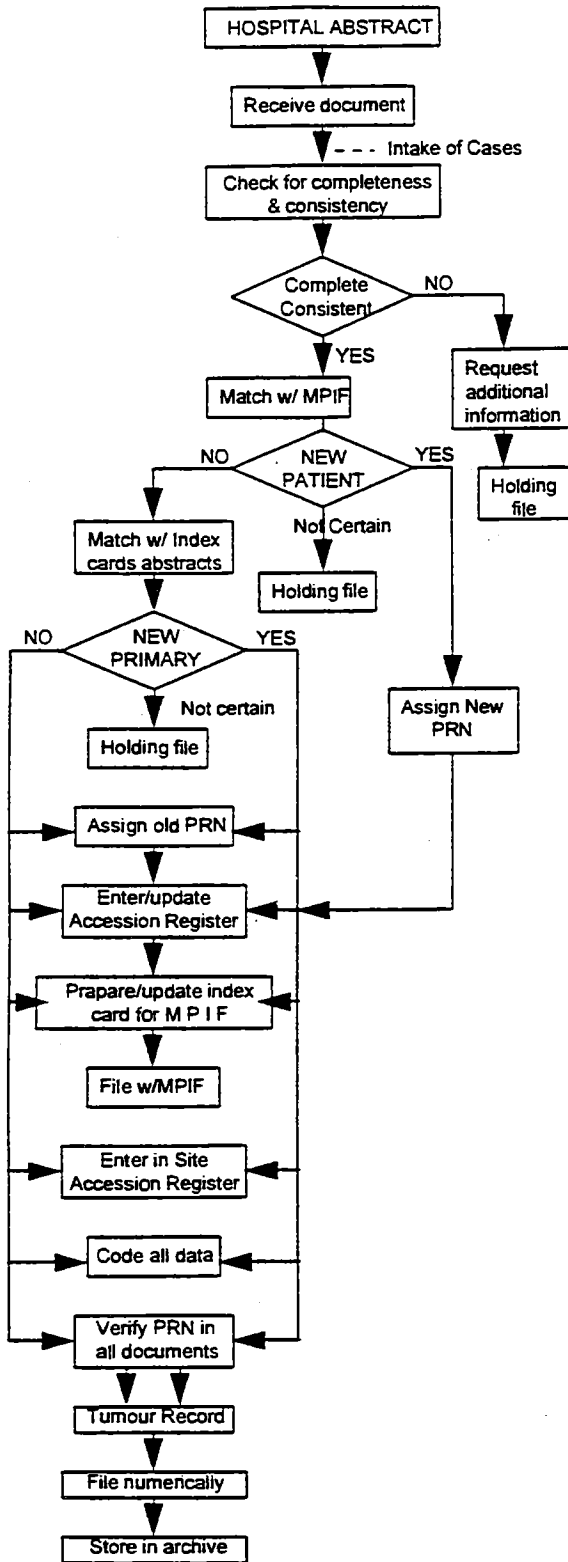 HOSPITAL ABSTRACT
Receive document
--- Intake of Cases
Check for completeness
& consistency
Complete
Consistent
NO
YES
Request
additional
information
Match w/ MPIF
Holding
file
NO
NEW
PATIENT
YES
Not Certain
Match w/ Index
cards abstracts
Holding file
NO
NEW
PRIMARY
YES
Not certain
Holding file
Assign New
PRN
Assign old PRN
Enter/update
Accession Register
Prapare/update index
card for M P I F
File w/MPIF
Enter in Site
Accession Register
Code all data
Verify PRN in
all documents
Tumour Record
File numerically
Store in archive